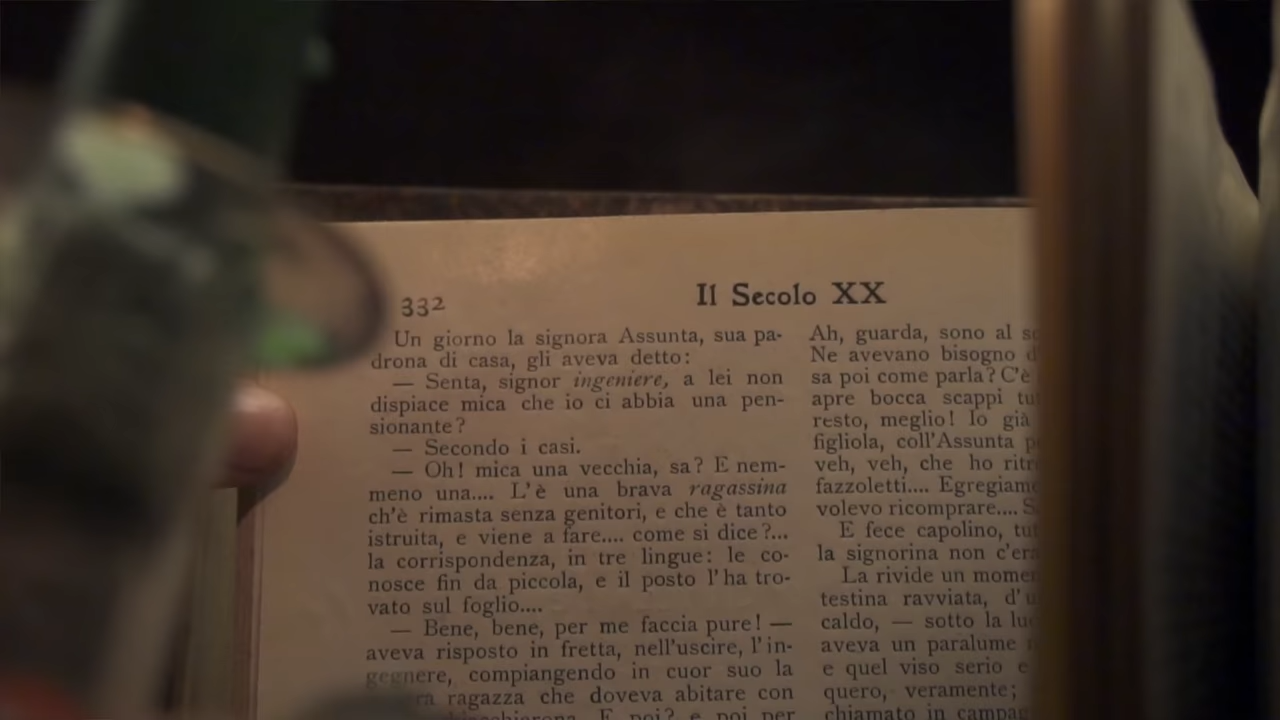 332
Il Secolo XX
Un giorno la signora Assunta, sua pa-
drona di casa, gli aveva detto:
— Senta, signor ingeniere, a lei non
dispiace mica che io ci abbia una pen-
sionante?
— Secondo i casi.
— Oh! mica una vecchia, sa? E nem-
meno una.... L'è una brava ragassina
ch'è rimasta senza genitori, e che è tanto
istruita, e viene a fare.... come si dice?...
la corrispondenza, in tre lingue: le co-
nosce fin da piccola, e il posto l'ha tro-
vato sul foglio....
— Bene, bene, per me faccia pure! —
aveva risposto in fretta, nell'uscire, l'in-
gegnere, compiangendo in cuor suo la
ragazza che doveva abitare con
E poi? e poi per
Ah, guarda, sono al
Ne avevano bisogno
sa poi come parla? C'è
apre bocca scappi
resto, meglio! Io già
figliola, coll'Assunta
veh, veh, che ho
fazzoletti.... Egregiam
volevo ricomprare....
E fece capolino,
la signorina non c'era
La rivide un mome
testina ravviata,
caldo, — sotto la
aveva un paralume
e quel viso serio e
quero, veramente;
chiamato in campag